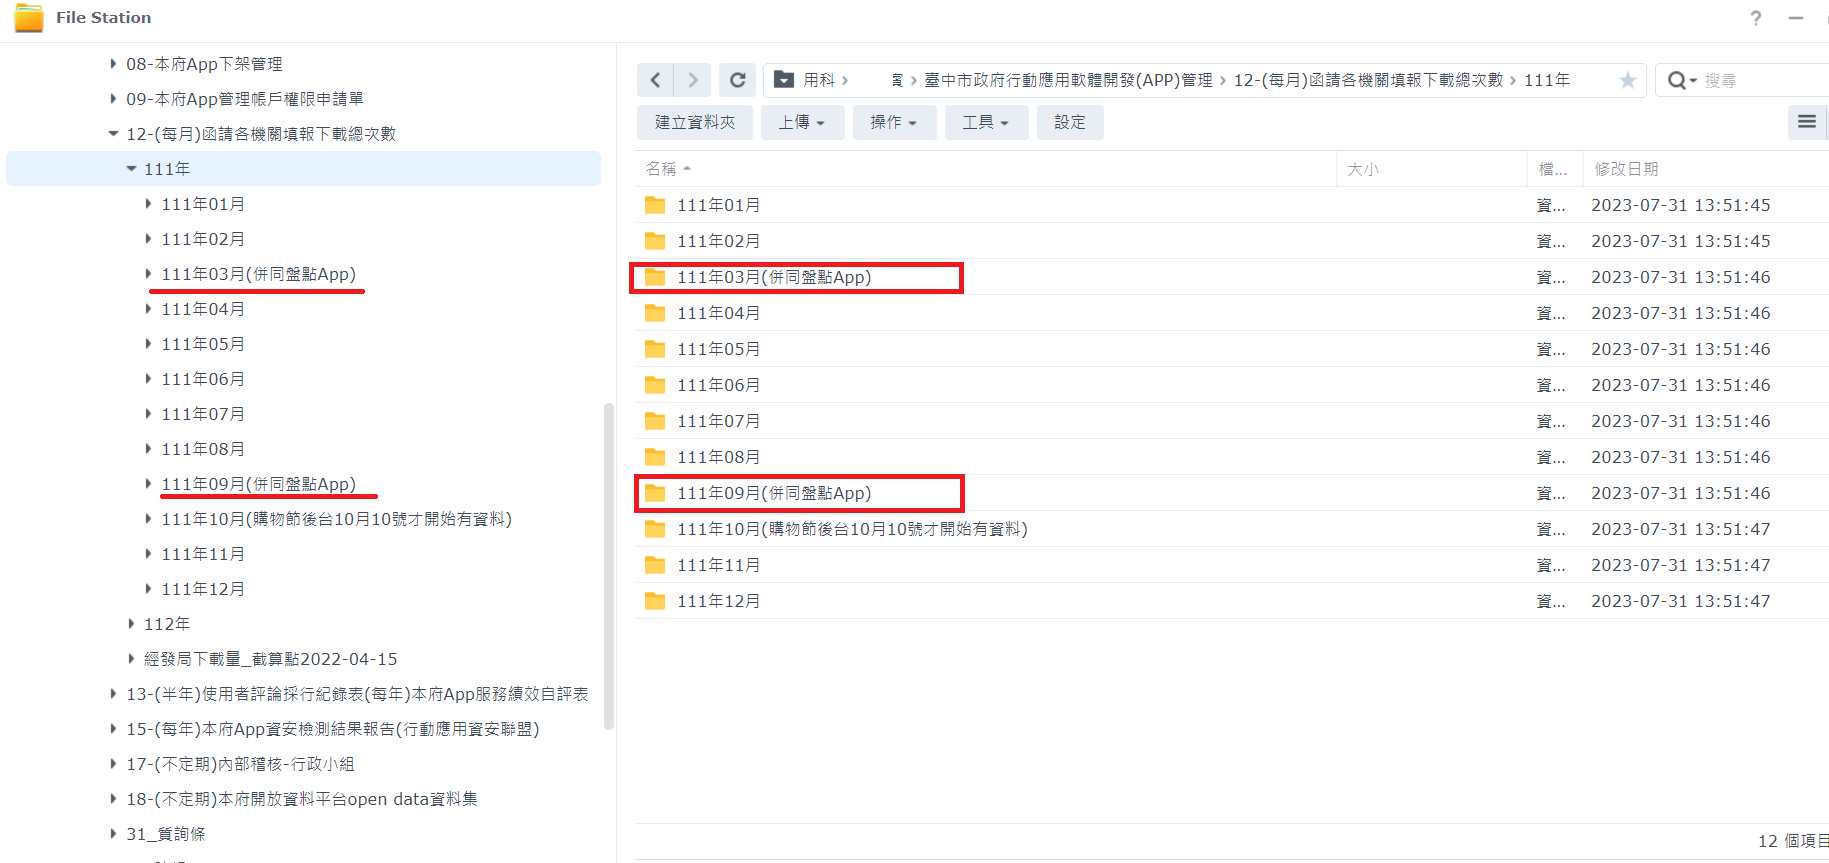 File Station
08-本府App下架管理
09-本府App管理帳戶權限申請單
12-(每月)函請各機關填報下載總次數
111年
111年01月
111年02月
111年03月(併同盤點App)
111年04月
111年05月
111年06月
111年07月
111年08月
111年09月(併同盤點App)
111年10月(購物節後台10月10號才開始有資料)
111年11月
111年12月
112年
經發局下載量_截算點2022-04-15
13-(半年)使用者評論採行紀錄表(每年)本府App服務績效自評表
15-(每年)本府App資安檢測結果報告(行動應用資安聯盟)
17-(不定期)內部稽核-行政小組
18-(不定期)本府開放資料平台open data資料集
31_質詢條
用科 › › 臺中市政府行動應用軟體開發(APP)管理 › 12-(每月)函請各機關填報下載總次數 › 111年
搜尋
建立資料夾 上傳 操作 工具 設定
名稱 大小 檔... 修改日期
111年01月 資... 2023-07-31 13:51:45
111年02月 資... 2023-07-31 13:51:45
111年03月(併同盤點App) 資... 2023-07-31 13:51:46
111年04月 資... 2023-07-31 13:51:46
111年05月 資... 2023-07-31 13:51:46
111年06月 資... 2023-07-31 13:51:46
111年07月 資... 2023-07-31 13:51:46
111年08月 資... 2023-07-31 13:51:46
111年09月(併同盤點App) 資... 2023-07-31 13:51:46
111年10月(購物節後台10月10號才開始有資料) 資... 2023-07-31 13:51:47
111年11月 資... 2023-07-31 13:51:47
111年12月 資... 2023-07-31 13:51:47
12 個項目